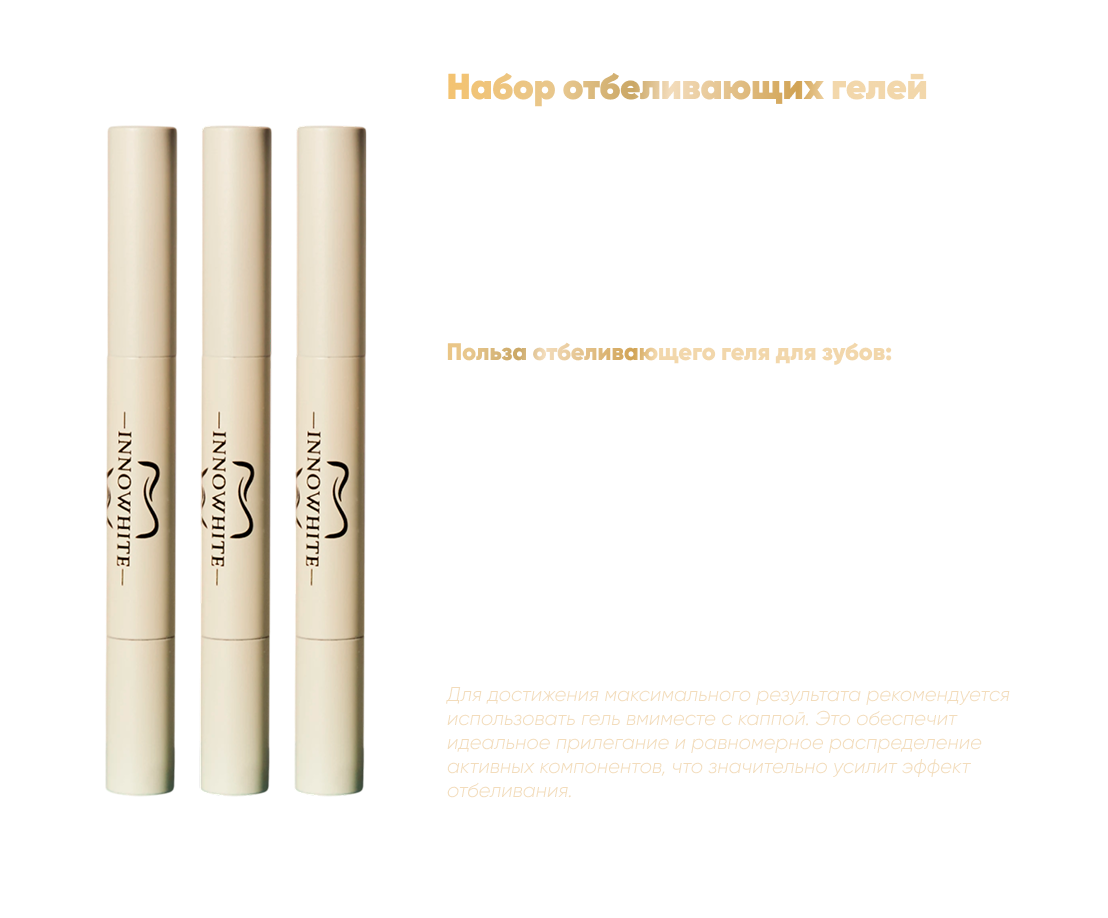 Набор отбеливающих гелей
—INNOWHITE—
—INNOWHITE—
—INNOWHITE—
Польза отбеливающего геля для зубов:
Для достижения максимального результата рекомендуется
использовать гель вмиместе с каппой. Это обеспечит
идеальное прилегание и равномерное распределение
активных компонентов, что значительно усилит эффект
отбеливания.